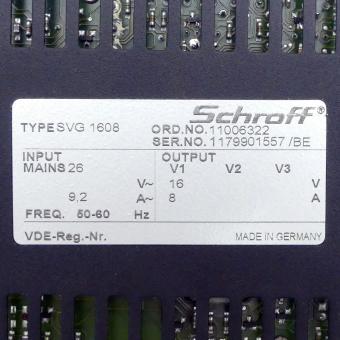 Schroff®
TYPE SVG 1608 ORD.NO. 11006322
SER.NO. 1179901557 /BE
INPUT OUTPUT
MAINS 26 V1 V2 V3
V~ 16 V
9,2 A~ 8 A
FREQ. 50-60 Hz
VDE-Reg.-Nr. MADE IN GERMANY